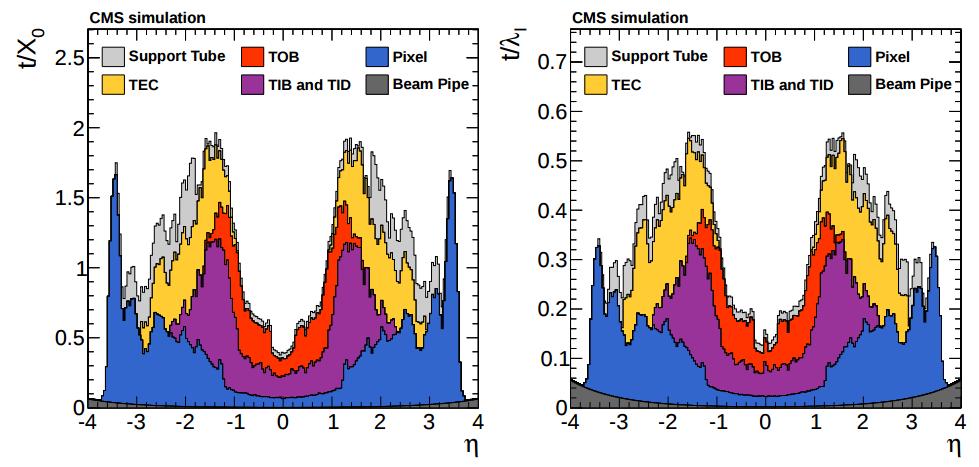 CMS simulation
t/X0
2.5
2
1.5
1
0.5
0
Support Tube TOB Pixel
TEC TIB and TID Beam Pipe
-4 -3 -2 -1 0 1 2 3 4
η
CMS simulation
t/λI
0.7
0.6
0.5
0.4
0.3
0.2
0.1
0
Support Tube TOB Pixel
TEC TIB and TID Beam Pipe
-4 -3 -2 -1 0 1 2 3 4
η